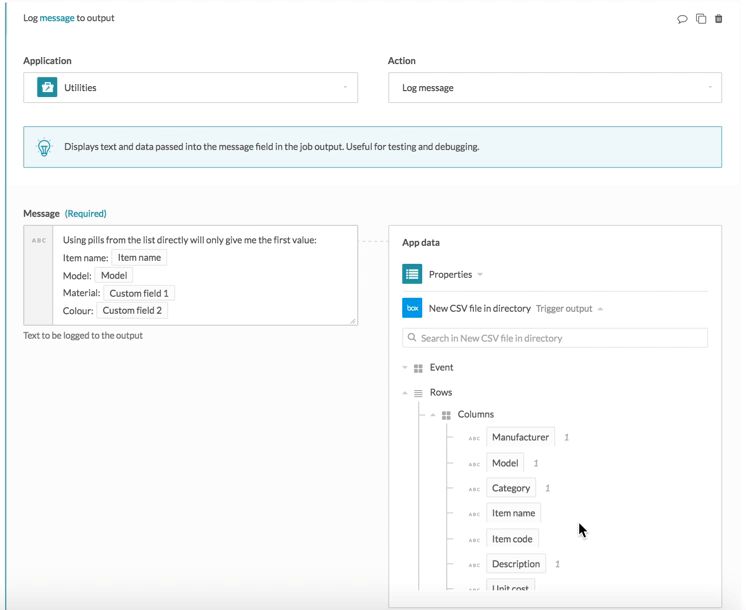 Log message to output
Application
Action
Utilities
Log message
Displays text and data passed into the message field in the job output. Useful for testing and debugging.
Message (Required)
ABC
Using pills from the list directly will only give me the first value:
Item name: Item name
Model: Model
Material: Custom field 1
Colour: Custom field 2
Text to be logged to the output
App data
Properties
box New CSV file in directory Trigger output
Search in New CSV file in directory
Event
Rows
Columns
ABC Manufacturer 1
ABC Model 1
ABC Category 1
ABC Item name
ABC Item code
ABC Description 1
ABC Unit cost